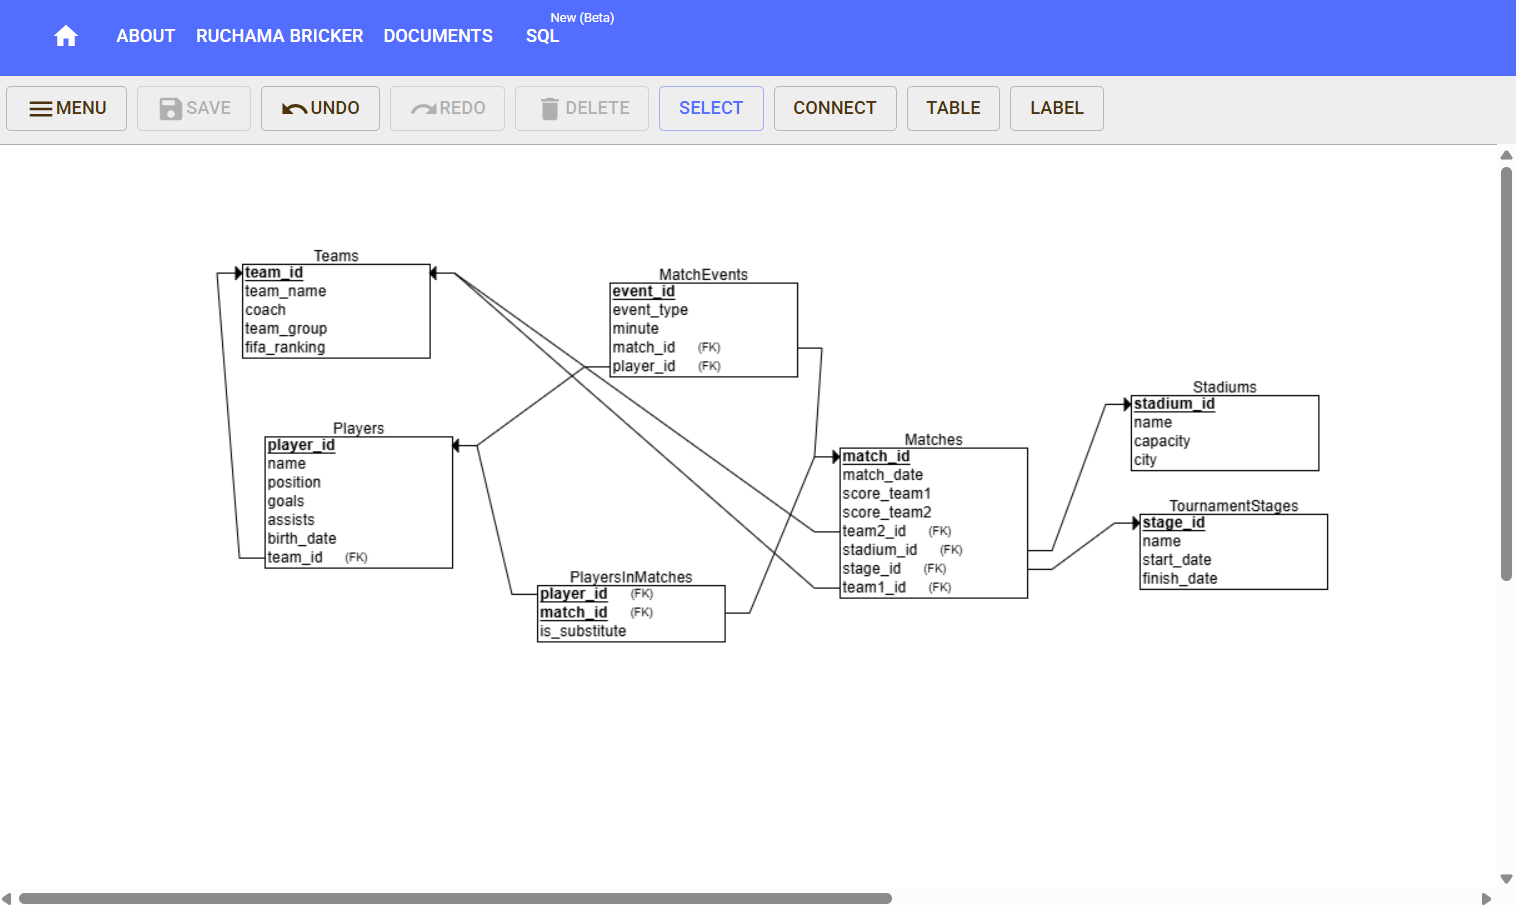 New (Beta)
ABOUT RUCHAMA BRICKER DOCUMENTS SQL
MENU SAVE UNDO REDO DELETE SELECT CONNECT TABLE LABEL
Teams
team_id
team_name
coach
team_group
fifa_ranking
MatchEvents
event_id
event_type
minute
match_id (FK)
player_id (FK)
Players
player_id
name
position
goals
assists
birth_date
team_id (FK)
PlayersInMatches
player_id (FK)
match_id (FK)
is_substitute
Matches
match_id
match_date
score_team1
score_team2
team2_id (FK)
stadium_id (FK)
stage_id (FK)
team1_id (FK)
Stadiums
stadium_id
name
capacity
city
TournamentStages
stage_id
name
start_date
finish_date